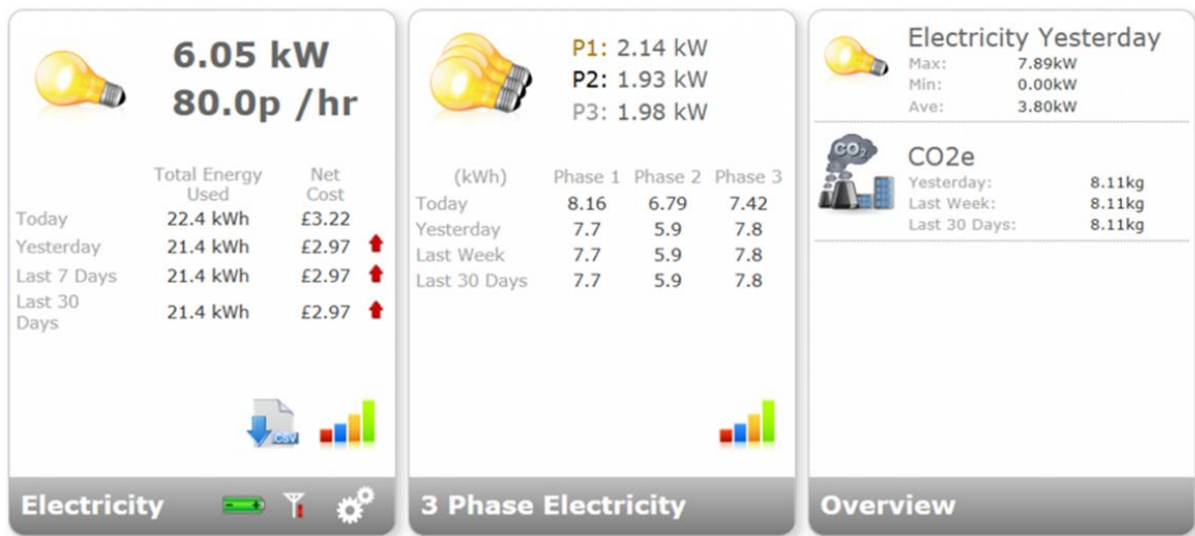 6.05 kW
80.0p /hr
Total Energy Used Net Cost
Today 22.4 kWh £3.22
Yesterday 21.4 kWh £2.97
Last 7 Days 21.4 kWh £2.97
Last 30 Days 21.4 kWh £2.97
CSV
Electricity
P1: 2.14 kW
P2: 1.93 kW
P3: 1.98 kW
(kWh) Phase 1 Phase 2 Phase 3
Today 8.16 6.79 7.42
Yesterday 7.7 5.9 7.8
Last Week 7.7 5.9 7.8
Last 30 Days 7.7 5.9 7.8
3 Phase Electricity
Electricity Yesterday
Max: 7.89kW
Min: 0.00kW
Ave: 3.80kW
CO2
CO2e
Yesterday: 8.11kg
Last Week: 8.11kg
Last 30 Days: 8.11kg
Overview